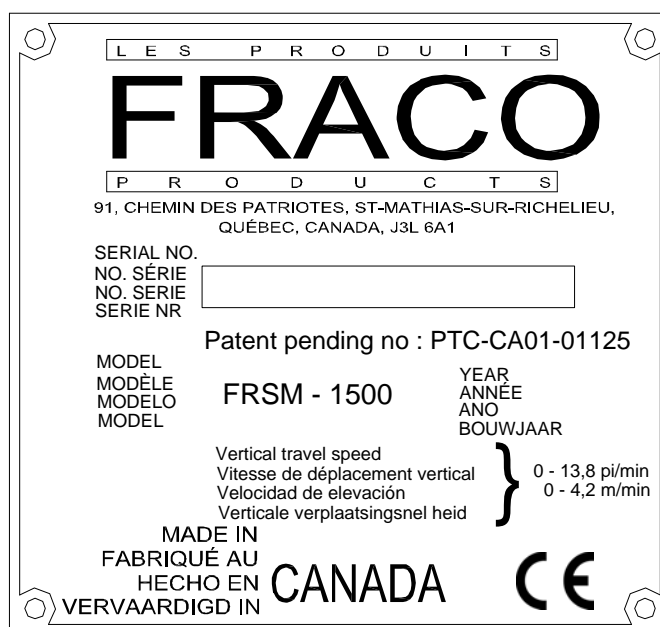 LES PRODUITS
FRACO
PRODUCTS
91, CHEMIN DES PATRIOTES, ST-MATHIAS-SUR-RICHELIEU,
QUÉBEC, CANADA, J3L 6A1
SERIAL NO.
NO. SÉRIE
NO. SERIE
SERIE NR
Patent pending no : PTC-CA01-01125
MODEL
MODÈLE
MODELO
MODEL
FRSM - 1500
YEAR
ANNÉE
ANO
BOUWJAAR
Vertical travel speed
Vitesse de déplacement vertical
Velocidad de elevación
Verticale verplaatsingsnel heid
0 - 13,8 pi/min
0 - 4,2 m/min
MADE IN
FABRIQUÉ AU
HECHO EN
VERVAARDIGD IN
CANADA
CE